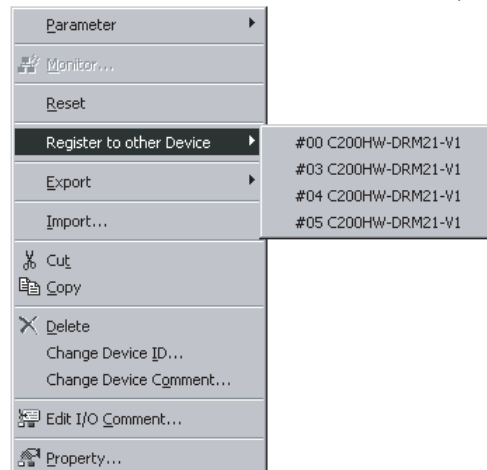 Parameter
Monitor...
Reset
Register to other Device
#00 C200HW-DRM21-V1
#03 C200HW-DRM21-V1
#04 C200HW-DRM21-V1
#05 C200HW-DRM21-V1
Export
Import...
Cut
Copy
Delete
Change Device ID...
Change Device Comment...
Edit I/O Comment...
Property...